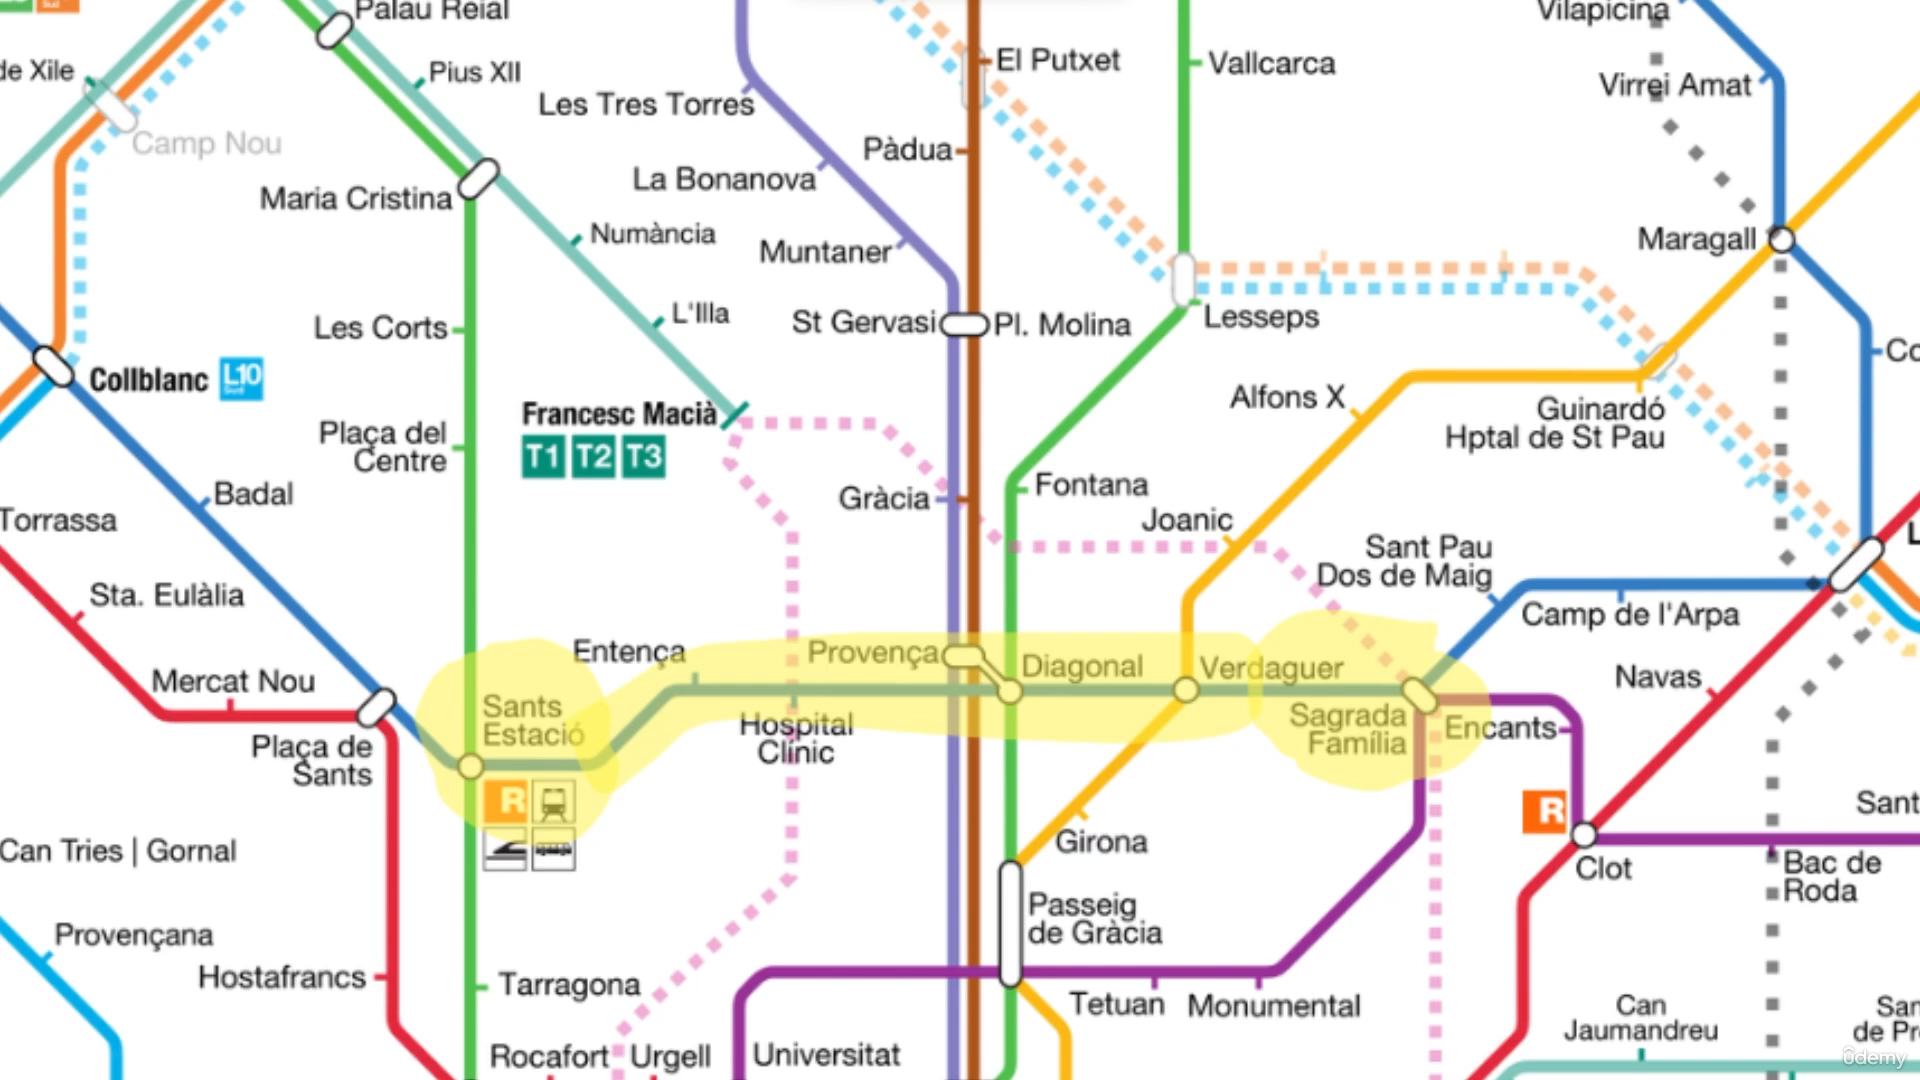 Palau Reial
Vilapicina
de Xile
Pius XII
El Putxet
Vallcarca
Virrei Amat
Les Tres Torres
Camp Nou
Pàdua
La Bonanova
Maria Cristina
Numància
Muntaner
Maragall
L'Illa
Les Corts
St Gervasi
Pl. Molina
Lesseps
Collblanc
L10
Sud
Alfons X
Francesc Macià
T1 T2 T3
Guinardó
Hptal de St Pau
Plaça del
Centre
Badal
Gràcia
Fontana
Torrassa
Joanic
Sant Pau
Dos de Maig
Sta. Eulàlia
Camp de l'Arpa
Entença
Provença
Diagonal
Verdaguer
Mercat Nou
Navas
Sants
Estació
Hospital
Clínic
Sagrada
Família
Encants
Plaça de
Sants
R
R
Sant
Can Tries | Gornal
Girona
Clot
Bac de
Roda
Passeig
de Gràcia
Provençana
Hostafrancs
Tarragona
Tetuan
Monumental
Can
Jaumandreu
Rocafort
Urgell
Universitat
udemy